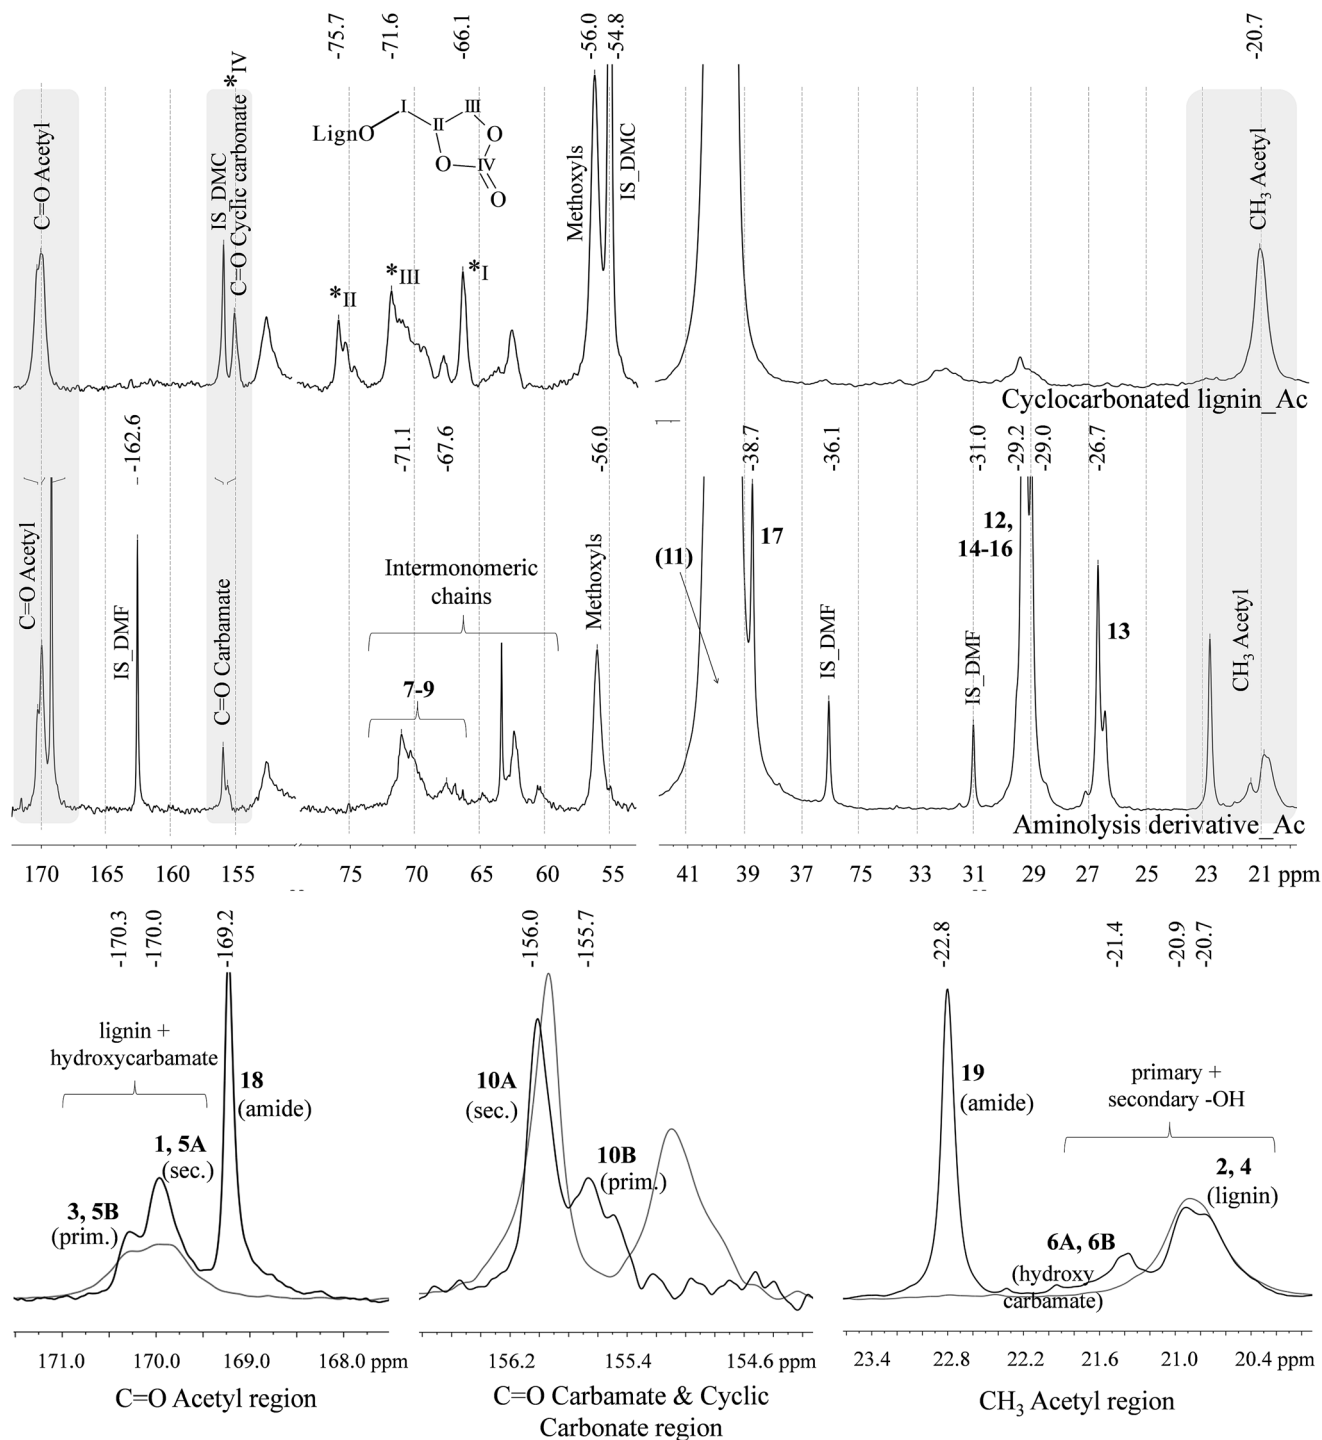 -75.7
-71.6
-66.1
-56.0
-54.8
-20.7
C=O Acetyl
IS_DMC
C=O Cyclic carbonate *IV
LignO
I
II
III
O
O
IV
O
*II
*III
*I
Methoxyls
IS_DMC
CH3 Acetyl
Cyclocarbonated lignin_Ac
-162.6
-71.1
-67.6
-56.0
-38.7
-36.1
-31.0
-29.2
-29.0
-26.7
C=O Acetyl
IS_DMF
C=O Carbamate
Intermonomeric
chains
7-9
Methoxyls
(11)
17
IS_DMF
IS_DMF
12,
14-16
13
CH3 Acetyl
Aminolysis derivative_Ac
170 165 160 155 75 70 65 60 55 41 39 37 75 33 31 29 27 25 23 21 ppm
-170.3
-170.0
-169.2
lignin +
hydroxycarbamate
18
(amide)
1, 5A
(sec.)
3, 5B
(prim.)
171.0 170.0 169.0 168.0 ppm
C=O Acetyl region
-156.0
-155.7
10A
(sec.)
10B
(prim.)
156.2 155.4 154.6 ppm
C=O Carbamate & Cyclic
Carbonate region
-22.8
-21.4
-20.9
-20.7
19
(amide)
primary +
secondary -OH
2, 4
(lignin)
6A, 6B
(hydroxy
carbamate)
23.4 22.8 22.2 21.6 21.0 20.4 ppm
CH3 Acetyl region